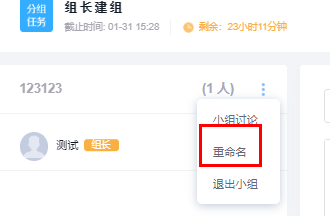 分组
任务
组长建组
截止时间: 01-31 15:28
剩余：23小时11分钟
123123
(1 人)
小组讨论
测试
组长
重命名
退出小组